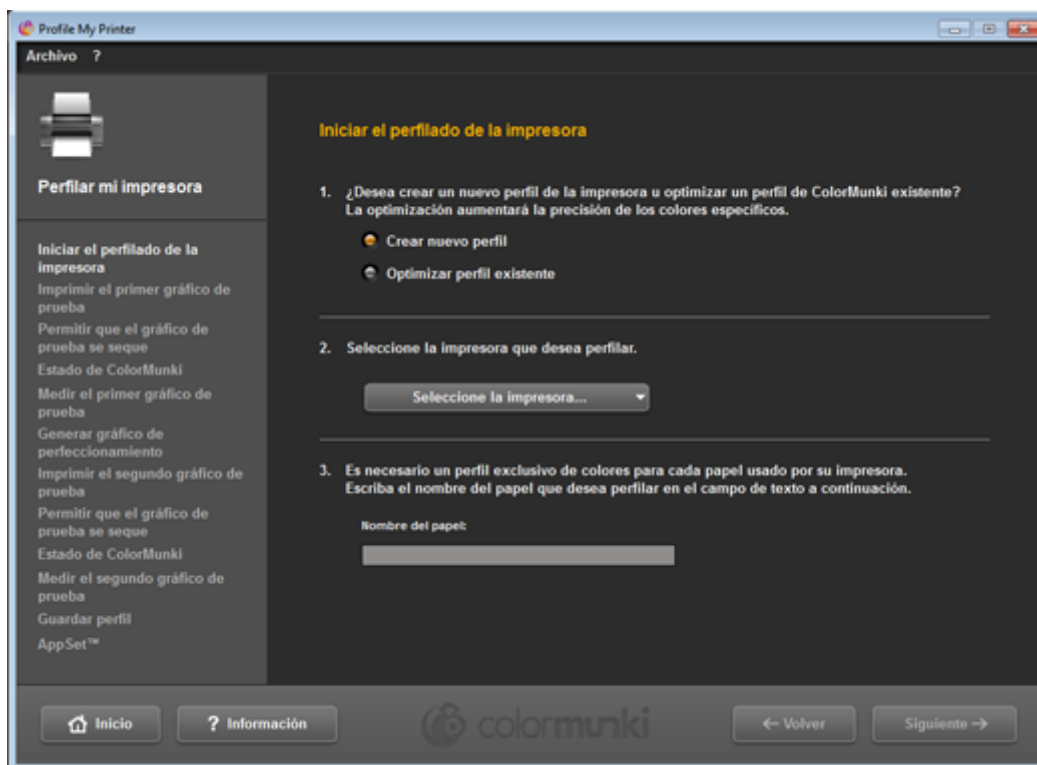 Profile My Printer
Archivo ?
Perfilar mi impresora
Iniciar el perfilado de la
impresora
Imprimir el primer gráfico de
prueba
Permitir que el gráfico de
prueba se seque
Estado de ColorMunki
Medir el primer gráfico de
prueba
Generar gráfico de
perfeccionamiento
Imprimir el segundo gráfico de
prueba
Permitir que el gráfico de
prueba se seque
Estado de ColorMunki
Medir el segundo gráfico de
prueba
Guardar perfil
AppSet™
Iniciar el perfilado de la impresora
1. ¿Desea crear un nuevo perfil de la impresora u optimizar un perfil de ColorMunki existente?
La optimización aumentará la precisión de los colores específicos.
Crear nuevo perfil
Optimizar perfil existente
2. Seleccione la impresora que desea perfilar.
Seleccione la impresora...
3. Es necesario un perfil exclusivo de colores para cada papel usado por su impresora.
Escriba el nombre del papel que desea perfilar en el campo de texto a continuación.
Nombre del papel:
Inicio
? Información
colormunki
← Volver
Siguiente →